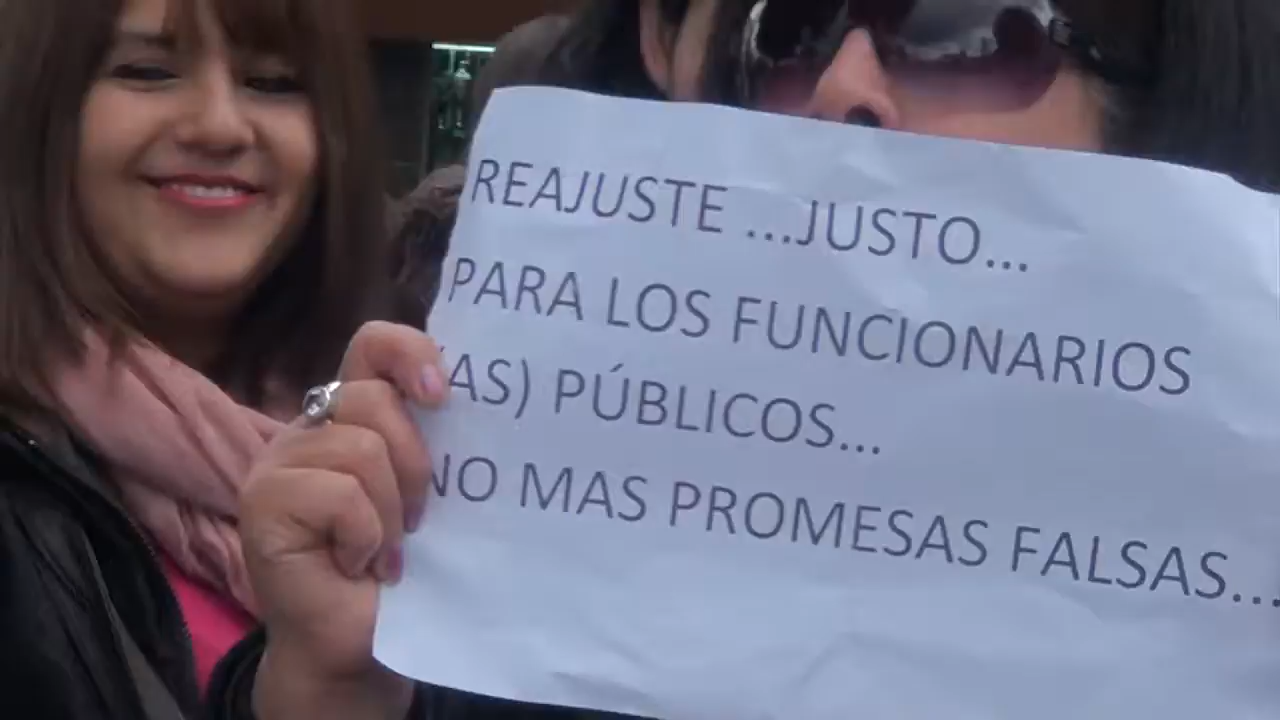 REAJUSTE ...JUSTO...
PARA LOS FUNCIONARIOS
(AS) PÚBLICOS...
NO MAS PROMESAS FALSAS...